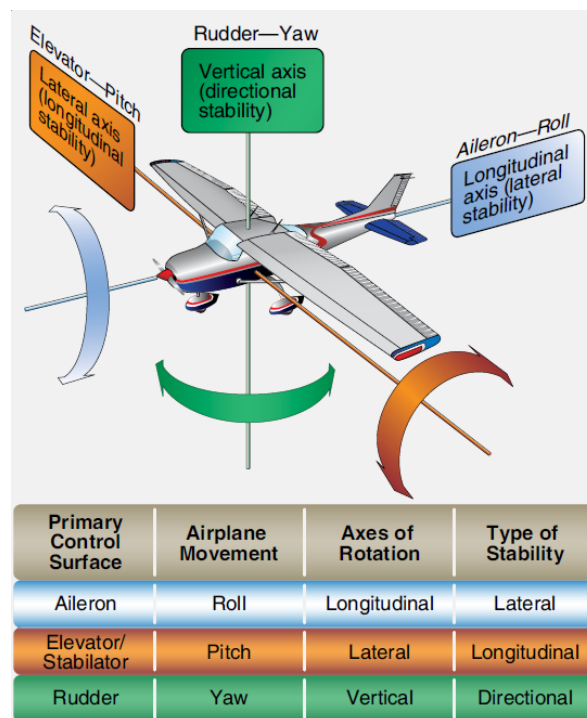 Rudder—Yaw
Vertical axis
(directional
stability)
Elevator—Pitch
Lateral axis
(longitudinal
stability)
Aileron—Roll
Longitudinal
axis (lateral
stability)
Primary
Control
Surface
Airplane
Movement
Axes of
Rotation
Type of
Stability
Aileron
Roll
Longitudinal
Lateral
Elevator/
Stabilator
Pitch
Lateral
Longitudinal
Rudder
Yaw
Vertical
Directional